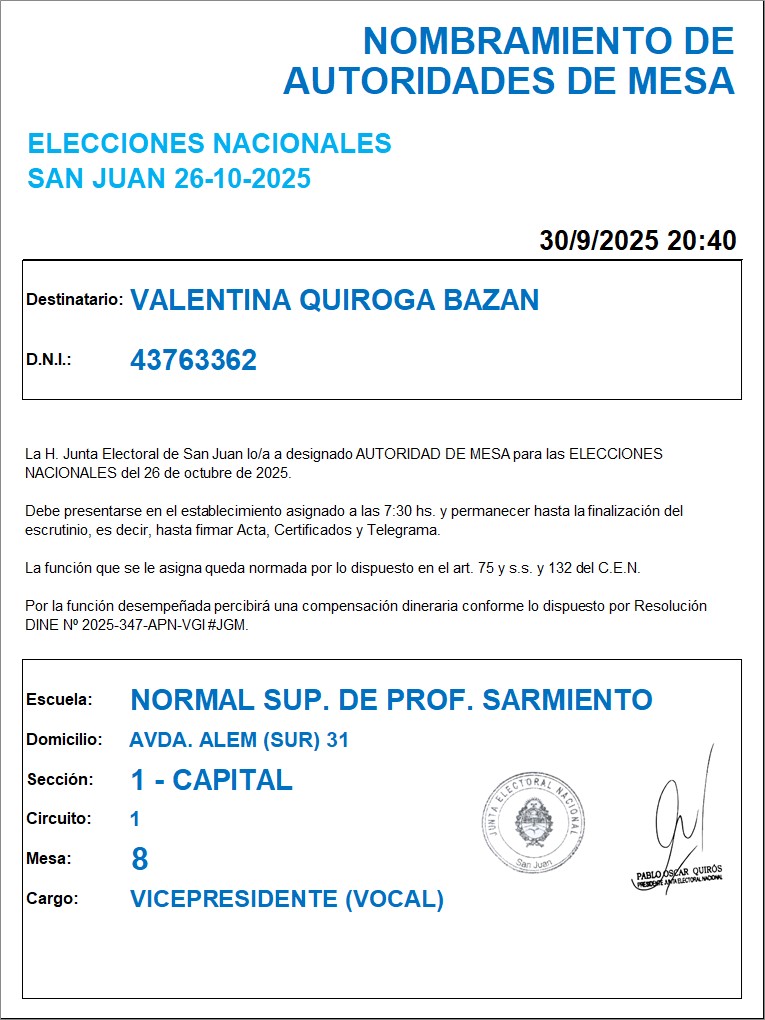 NOMBRAMIENTO DE
AUTORIDADES DE MESA
ELECCIONES NACIONALES
SAN JUAN 26-10-2025
30/9/2025 20:40
Destinatario: VALENTINA QUIROGA BAZAN
D.N.I.: 43763362
La H. Junta Electoral de San Juan lo/a a designado AUTORIDAD DE MESA para las ELECCIONES
NACIONALES del 26 de octubre de 2025.
Debe presentarse en el establecimiento asignado a las 7:30 hs. y permanecer hasta la finalización del
escrutinio, es decir, hasta firmar Acta, Certificados y Telegrama.
La función que se le asigna queda normada por lo dispuesto en el art. 75 y s.s. y 132 del C.E.N.
Por la función desempeñada percibirá una compensación dineraria conforme lo dispuesto por Resolución
DINE Nº 2025-347-APN-VGI#JGM.
Escuela: NORMAL SUP. DE PROF. SARMIENTO
Domicilio: AVDA. ALEM (SUR) 31
Sección: 1 - CAPITAL
Circuito: 1
Mesa: 8
Cargo: VICEPRESIDENTE (VOCAL)
JUNTA ELECTORAL NACIONAL
San Juan
PABLO OSCAR QUIRÓS
PRESIDENTE JUNTA ELECTORAL NACIONAL